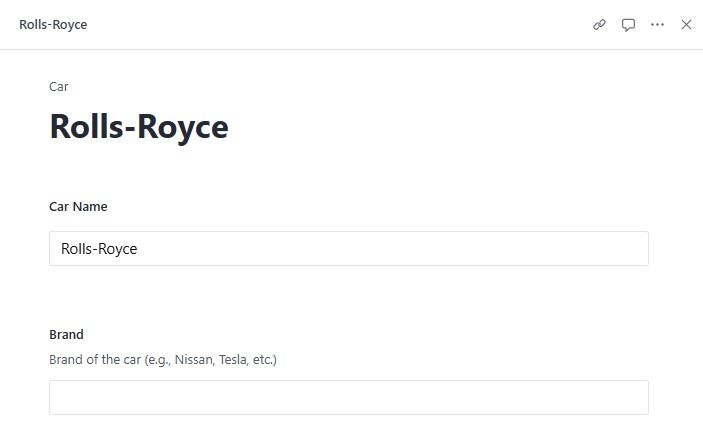 Rolls-Royce
Car
Rolls-Royce
Car Name
Rolls-Royce
Brand
Brand of the car (e.g., Nissan, Tesla, etc.)